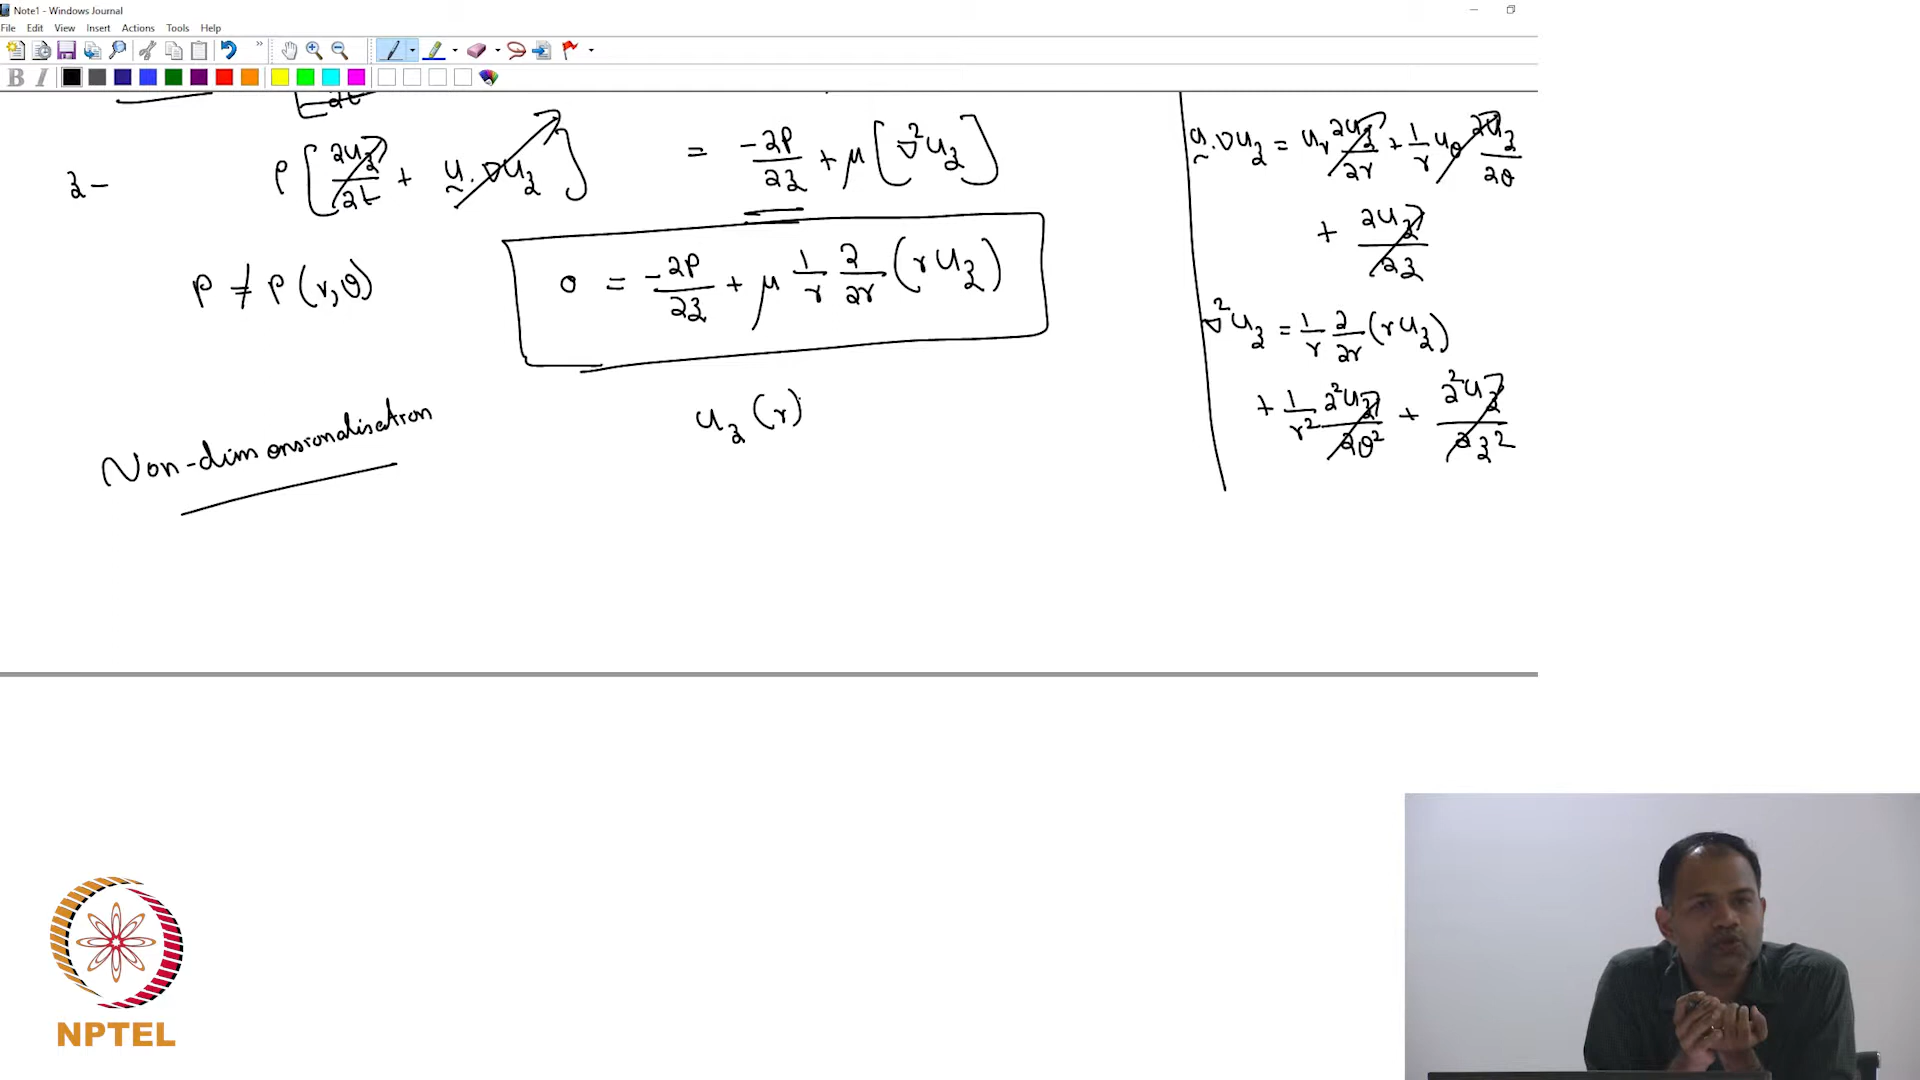 Note1 - Windows Journal
File Edit View Insert Actions Tools Help
B I
∂t
z- ρ[∂u_z/∂t + u.∇u_z] = -∂p/∂z + μ[∇²u_z]
p ≠ p(r,θ)
0 = -∂p/∂z + μ 1/r ∂/∂r (r u_z)
u_z(r)
Non-dimensionalisation
u.∇u_z = u_r ∂u_z/∂r + 1/r u_θ ∂u_z/∂θ
+ ∂u_z/∂z
∇²u_z = 1/r ∂/∂r (r u_z)
+ 1/r² ∂²u_z/∂θ² + ∂²u_z/∂z²
NPTEL